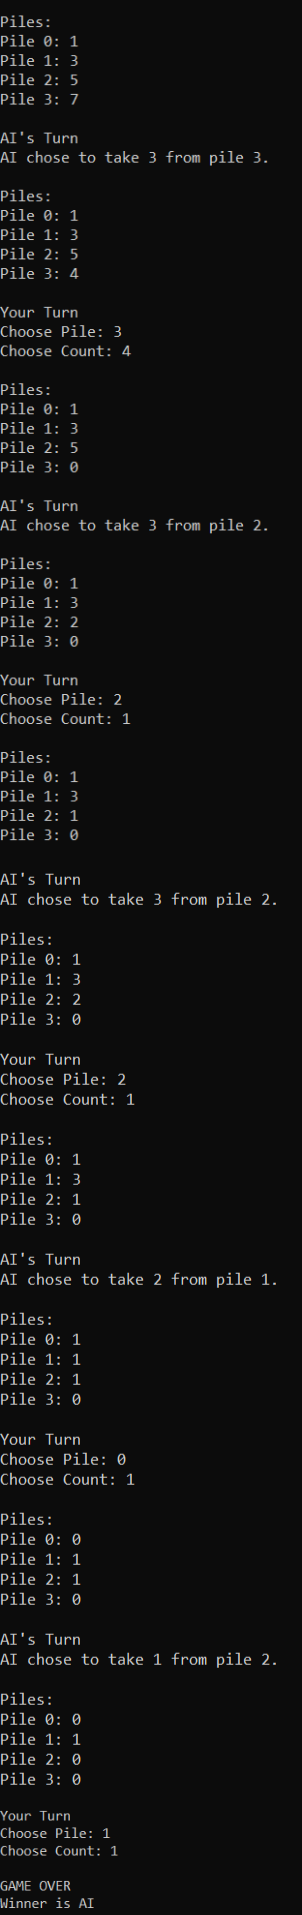 Piles:
Pile 0: 1
Pile 1: 3
Pile 2: 5
Pile 3: 7
AI's Turn
AI chose to take 3 from pile 3.
Piles:
Pile 0: 1
Pile 1: 3
Pile 2: 5
Pile 3: 4
Your Turn
Choose Pile: 3
Choose Count: 4
Piles:
Pile 0: 1
Pile 1: 3
Pile 2: 5
Pile 3: 0
AI's Turn
AI chose to take 3 from pile 2.
Piles:
Pile 0: 1
Pile 1: 3
Pile 2: 2
Pile 3: 0
Your Turn
Choose Pile: 2
Choose Count: 1
Piles:
Pile 0: 1
Pile 1: 3
Pile 2: 1
Pile 3: 0
AI's Turn
AI chose to take 3 from pile 2.
Piles:
Pile 0: 1
Pile 1: 3
Pile 2: 2
Pile 3: 0
Your Turn
Choose Pile: 2
Choose Count: 1
Piles:
Pile 0: 1
Pile 1: 3
Pile 2: 1
Pile 3: 0
AI's Turn
AI chose to take 2 from pile 1.
Piles:
Pile 0: 1
Pile 1: 1
Pile 2: 1
Pile 3: 0
Your Turn
Choose Pile: 0
Choose Count: 1
Piles:
Pile 0: 0
Pile 1: 1
Pile 2: 1
Pile 3: 0
AI's Turn
AI chose to take 1 from pile 2.
Piles:
Pile 0: 0
Pile 1: 1
Pile 2: 0
Pile 3: 0
Your Turn
Choose Pile: 1
Choose Count: 1
GAME OVER
Winner is AI